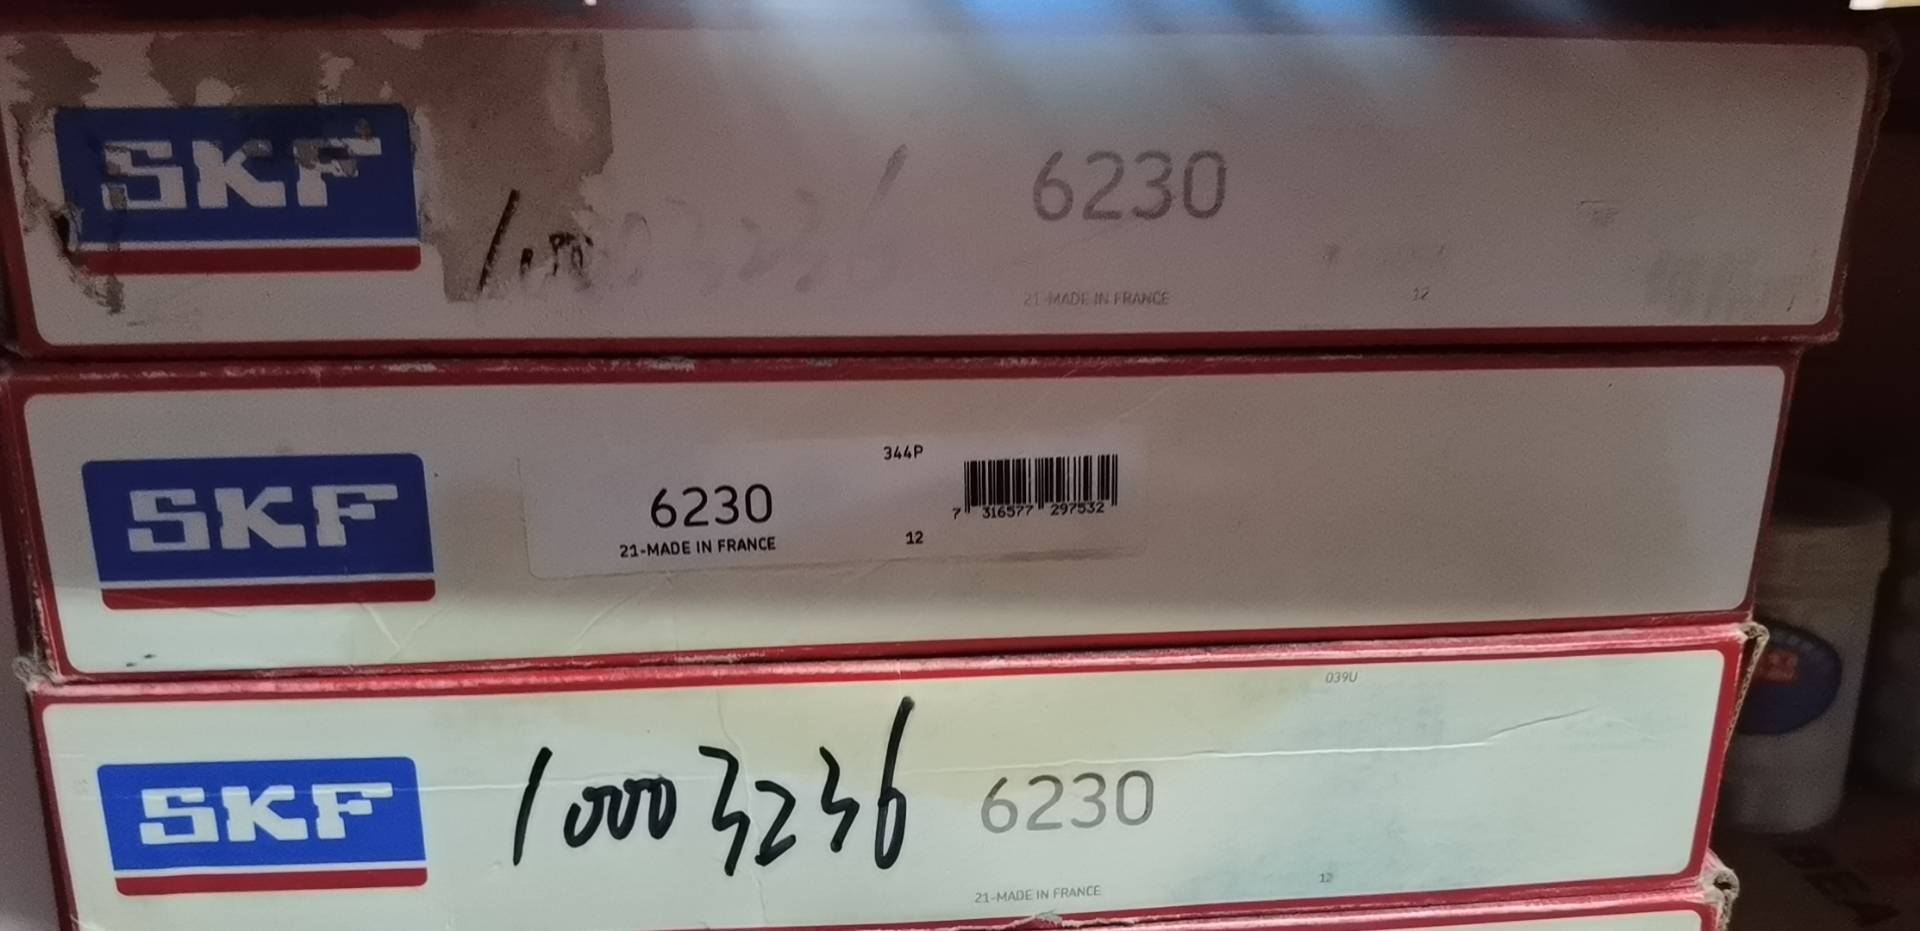 SKF
6230
21-MADE IN FRANCE
12
SKF
344P
6230
7 316577 297532
21-MADE IN FRANCE
12
039U
SKF
10003236
6230
21-MADE IN FRANCE
12